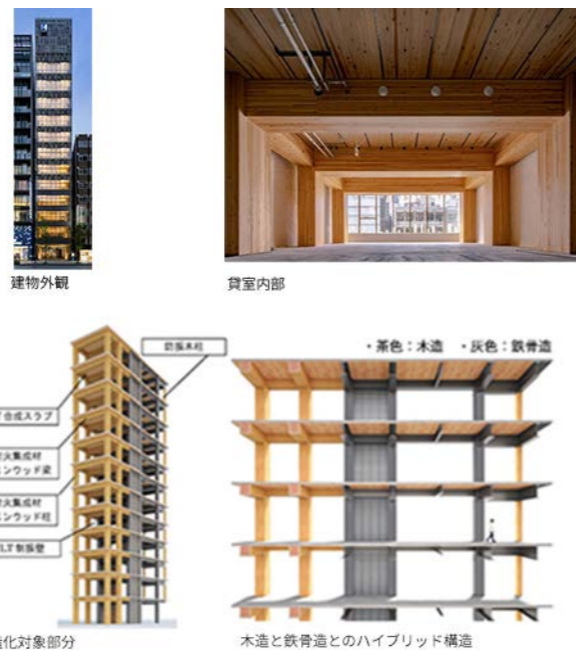 建物外観
貸室内部
防振木柱
・茶色：木造 ・灰色：鉄骨造
合成スラブ
火集成材
ンウッド梁
火集成材
ンウッド柱
LT制振壁
化対象部分
木造と鉄骨造とのハイブリッド構造